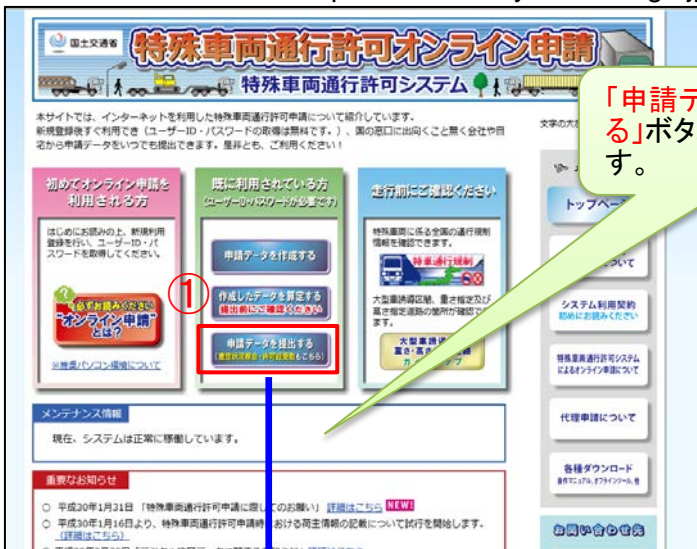 国土交通省
特殊車両通行許可オンライン申請
特殊車両通行許可システム
本サイトでは、インターネットを利用した特殊車両通行許可申請について紹介しています。
新規登録後すぐ利用でき（ユーザーID・パスワードの取得は無料です。）、国の窓口に出向くこと無く会社や自
宅から申請データをいつでも提出できます。是非とも、ご利用ください！
文字の大
「申請デ
る」ボタ
す。
初めてオンライン申請を
利用される方
はじめにお読みの上、新規利用
登録を行い、ユーザーID・パ
スワードを取得してください。
必ずお読みください
"オンライン申請"
とは?
※推奨パソコン環境について
既に利用されている方
(ユーザーID・パスワードが必要です)
申請データを作成する
①
作成したデータを算定する
提出前にご確認ください
申請データを提出する
走行前にご確認ください
特殊車両に係る全国の通行規制
情報を確認できます。
特車通行規制
大型車誘導区間、重さ指定及び
高さ指定道路の箇所が確認で
ます。
大型車誘導
重さ・高さ
トップペー
ついて
システム利用契約
初めにお読みください
特殊車両通行許可システム
によるオンライン申請について
代理申請について
各種ダウンロード
操作マニュアル、オフラインツール、他
お問い合わせ先
メンテナンス情報
現在、システムは正常に稼働しています。
重要なお知らせ
○ 平成30年1月31日 「特殊車両通行許可申請に際してのお願い」 詳細はこちら NEW!
○ 平成30年1月16日より、特殊車両通行許可申請時における荷主情報の記載について試行を開始します。
(詳細はこちら)